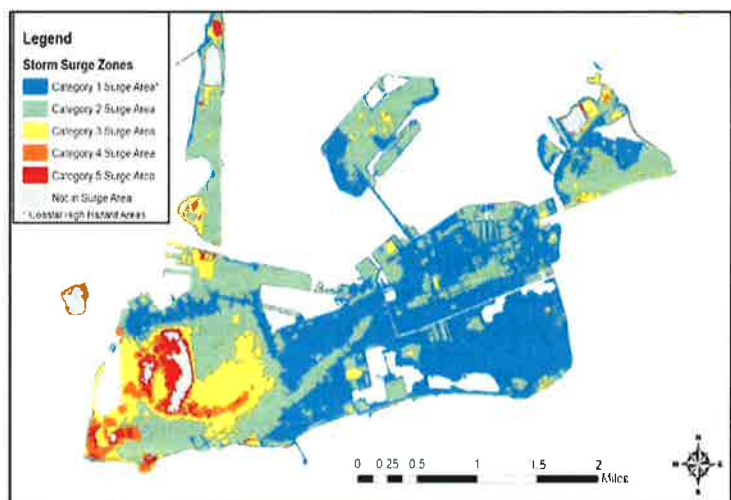 Legend
Storm Surge Zones
Category 1 Surge Area*
Category 2 Surge Area
Category 3 Surge Area
Category 4 Surge Area
Category 5 Surge Area
Not in Surge Area
* Coastal High Hazard Areas
N
W E
S
0 0.25 0.5 1 1.5 2
Miles